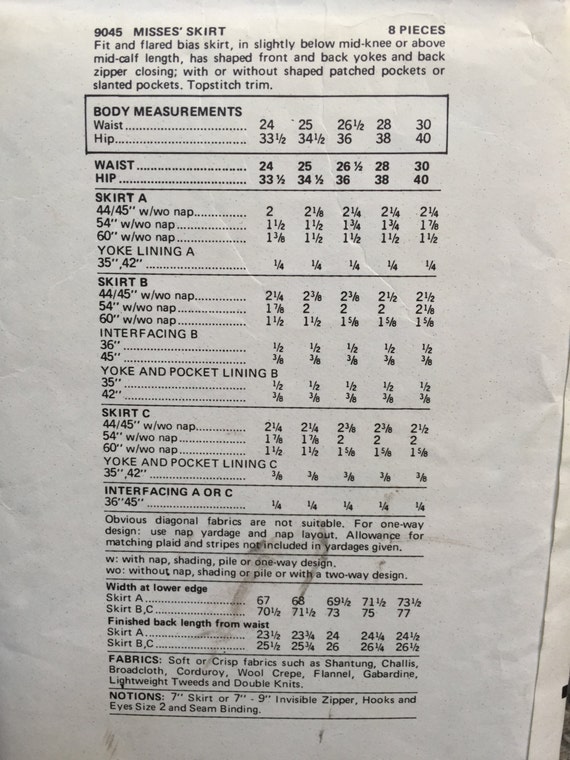 9045 MISSES' SKIRT 8 PIECES
Fit and flared bias skirt, in slightly below mid-knee or above
mid-calf length, has shaped front and back yokes and back
zipper closing; with or without shaped patched pockets or
slanted pockets. Topstitch trim.
BODY MEASUREMENTS
Waist................................. 24 25 26½ 28 30
Hip................................... 33½ 34½ 36 38 40
WAIST.............................. 24 25 26 ½ 28 30
HIP .................................. 33 ½ 34 ½ 36 38 40
SKIRT A
44/45" w/wo nap.............. 2 2⅛ 2¼ 2¼ 2¼
54" w/wo nap................... 1½ 1½ 1¾ 1¾ 1⅞
60" w/wo nap................... 1⅜ 1½ 1½ 1½ 1½
YOKE LINING A
35",42" ........................... ¼ ¼ ¼ ¼ ¼
SKIRT B
44/45" w/wo nap.............. 2¼ 2⅜ 2⅜ 2½ 2½
54" w/wo nap................... 1⅞ 2 2 2 2⅛
60" w/wo nap................... 1½ 1½ 1⅝ 1⅝ 1⅝
INTERFACING B
36" ................................. ½ ½ ½ ½ ½
45" ................................. ⅜ ⅜ ⅜ ⅜ ⅜
YOKE AND POCKET LINING B
35" ................................. ½ ½ ½ ½ ½
42" ................................. ⅜ ⅜ ⅜ ⅜ ⅜
SKIRT C
44/45" w/wo nap.............. 2¼ 2¼ 2⅜ 2⅜ 2½
54" w/wo nap................... 1⅞ 1⅞ 2 2 2
60" w/wo nap................... 1½ 1½ 1⅝ 1⅝ 1⅝
YOKE AND POCKET LINING C
35",42" ........................... ⅜ ⅜ ⅜ ⅜ ⅜
INTERFACING A OR C
36"45" ............................ ¼ ¼ ¼ ¼ ¼
Obvious diagonal fabrics are not suitable. For one-way
design: use nap yardage and nap layout. Allowance for
matching plaid and stripes not included in yardages given.
w: with nap, shading, pile or one-way design.
wo: without nap, shading or pile or with a two-way design.
Width at lower edge
Skirt A ............................ 67 68 69½ 71½ 73½
Skirt B,C......................... 70½ 71½ 73 75 77
Finished back length from waist
Skirt A ............................ 23½ 23¾ 24 24¼ 24½
Skirt B,C......................... 25½ 25¾ 26 26¼ 26½
FABRICS: Soft or Crisp fabrics such as Shantung, Challis,
Broadcloth, Corduroy, Wool Crepe, Flannel, Gabardine,
Lightweight Tweeds and Double Knits.
NOTIONS: 7" Skirt or 7" - 9" Invisible Zipper, Hooks and
Eyes Size 2 and Seam Binding.